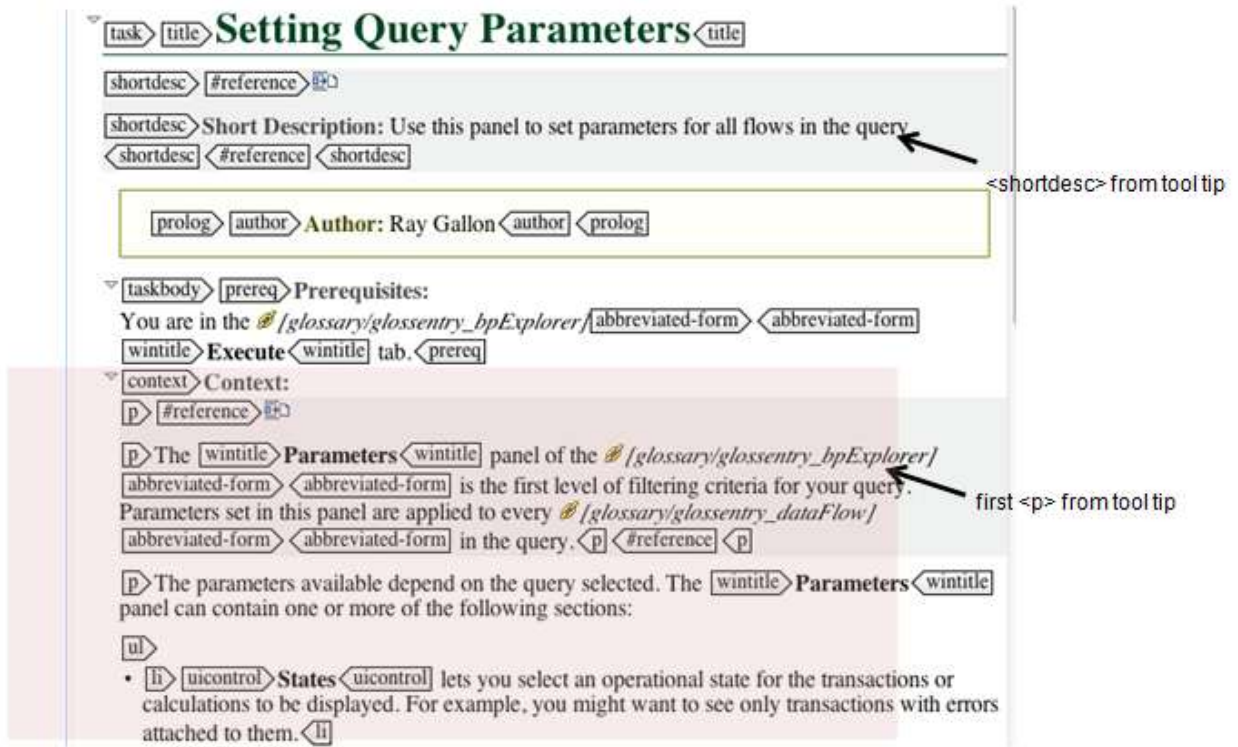 task title Setting Query Parameters title
shortdesc #reference
shortdesc Short Description: Use this panel to set parameters for all flows in the query
shortdesc #reference shortdesc
<shortdesc> from tool tip
prolog author Author: Ray Gallon author prolog
taskbody prereq Prerequisites:
You are in the [glossary/glossentry_bpExplorer] abbreviated-form abbreviated-form
wintitle Execute wintitle tab. prereq
context Context:
p #reference
p The wintitle Parameters wintitle panel of the [glossary/glossentry_bpExplorer]
abbreviated-form abbreviated-form is the first level of filtering criteria for your query.
first <p> from tool tip
Parameters set in this panel are applied to every [glossary/glossentry_dataFlow]
abbreviated-form abbreviated-form in the query. p #reference p
p The parameters available depend on the query selected. The wintitle Parameters wintitle
panel can contain one or more of the following sections:
ul
• li uicontrol States uicontrol lets you select an operational state for the transactions or
calculations to be displayed. For example, you might want to see only transactions with errors
attached to them. li